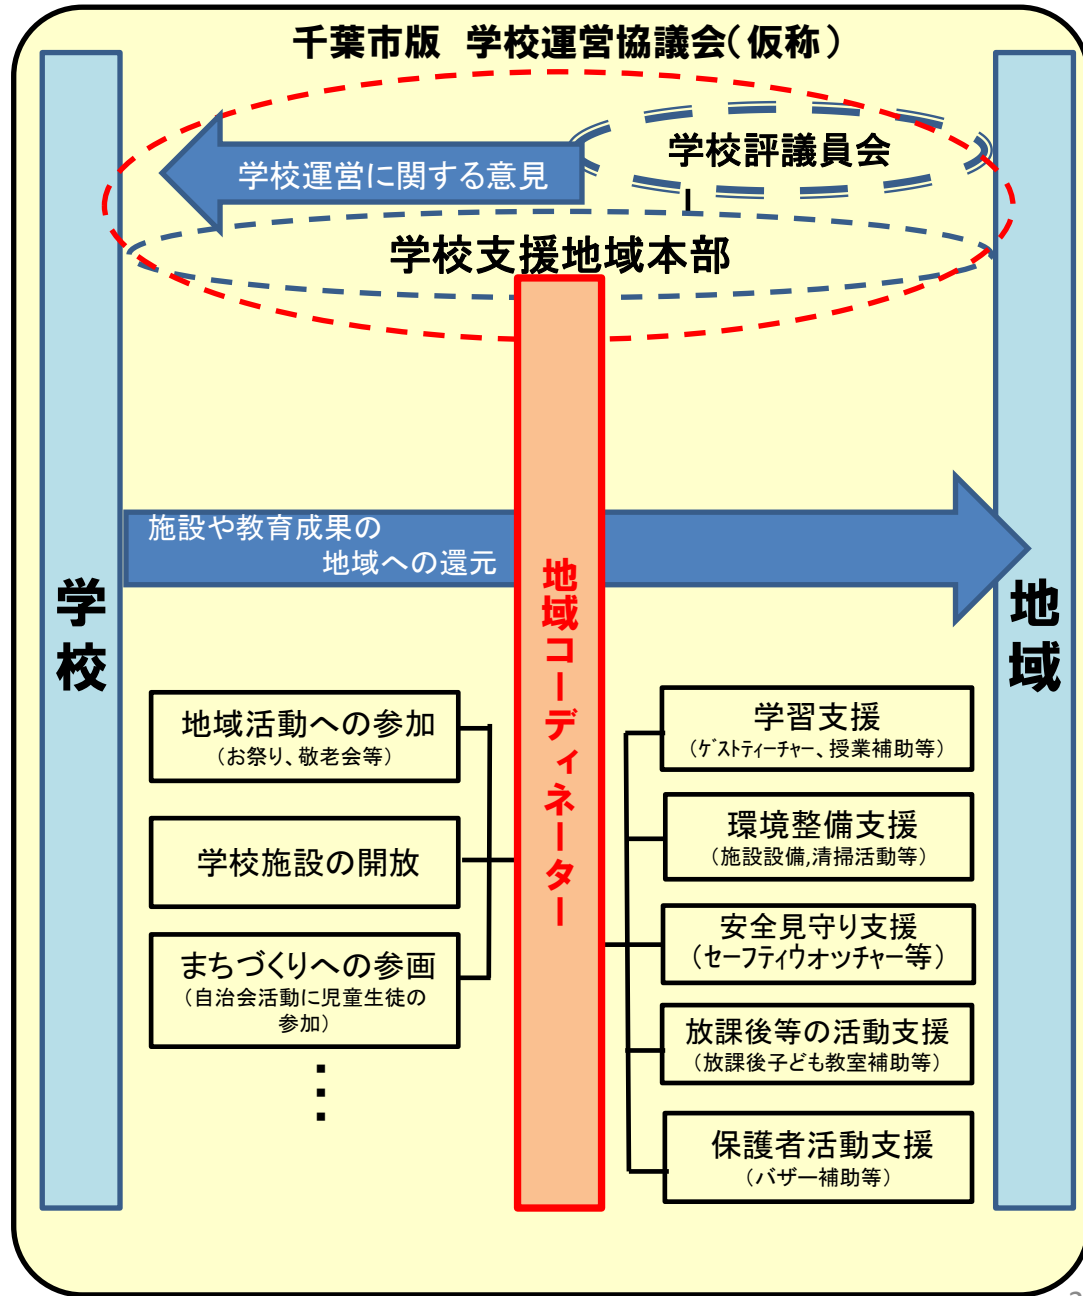 千葉市版 学校運営協議会(仮称)
学校評議員会
学校運営に関する意見
学校支援地域本部
施設や教育成果の
地域への還元
学校
地域
地域コーディネーター
地域活動への参加
(お祭り、敬老会等)
学校施設の開放
まちづくりへの参画
(自治会活動に児童生徒の
参加)
⋮
学習支援
(ｹﾞｽﾄティーチャー、授業補助等)
環境整備支援
(施設設備,清掃活動等)
安全見守り支援
(セーフティウオッチャー等)
放課後等の活動支援
(放課後子ども教室補助等)
保護者活動支援
(バザー補助等)